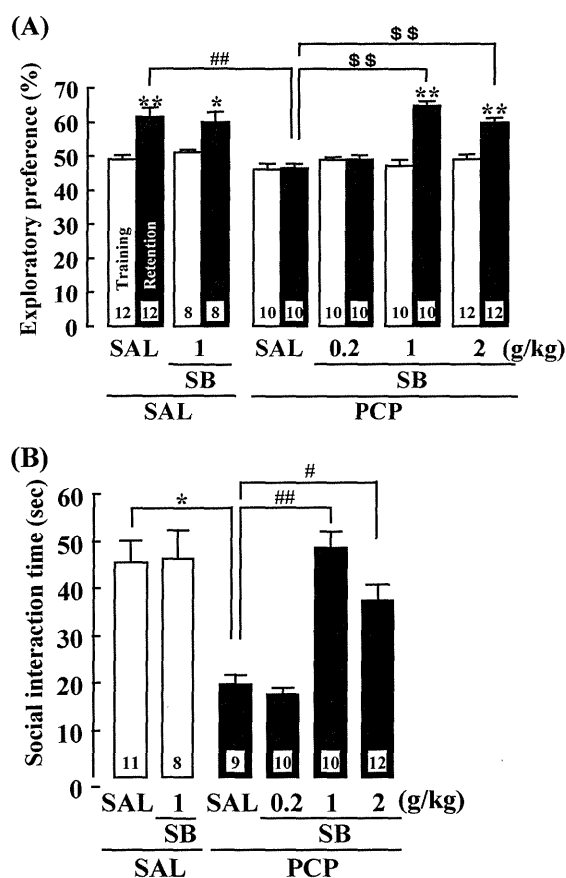 (A)
$ $
## $ $
Exploratory preference (%)
70
60
50
40
30
20
10
0
** * ** **
Training
Retention
12 12 8 8 10 10 10 10 10 10 12 12
SAL 1 SAL 0.2 1 2 (g/kg)
SB SB
SAL PCP
(B)
#
* ##
Social interaction time (sec)
60
50
40
30
20
10
0
11 8 9 10 10 12
SAL 1 SAL 0.2 1 2 (g/kg)
SB SB
SAL PCP